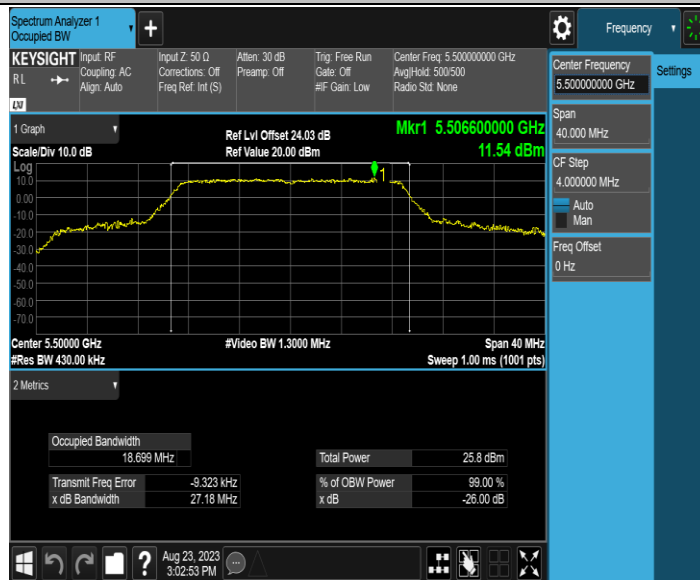 Spectrum Analyzer 1
Occupied BW
+
Frequency
KEYSIGHT
RL
LXI
Input: RF
Coupling: AC
Align: Auto
Input Z: 50 Ω
Corrections: Off
Freq Ref: Int (S)
Atten: 30 dB
Preamp: Off
Trig: Free Run
Gate: Off
#IF Gain: Low
Center Freq: 5.500000000 GHz
Avg|Hold: 500/500
Radio Std: None
Center Frequency
5.500000000 GHz
Settings
Span
40.000 MHz
CF Step
4.000000 MHz
Auto
Man
Freq Offset
0 Hz
1 Graph
Scale/Div 10.0 dB
Ref Lvl Offset 24.03 dB
Ref Value 20.00 dBm
Mkr1 5.506600000 GHz
11.54 dBm
Log
10.0
0.00
-10.0
-20.0
-30.0
-40.0
-50.0
-60.0
-70.0
1
Center 5.50000 GHz
#Video BW 1.3000 MHz
Span 40 MHz
#Res BW 430.00 kHz
Sweep 1.00 ms (1001 pts)
2 Metrics
Occupied Bandwidth
18.699 MHz
Total Power 25.8 dBm
Transmit Freq Error -9.323 kHz
% of OBW Power 99.00 %
x dB Bandwidth 27.18 MHz
x dB -26.00 dB
?
Aug 23, 2023
3:02:53 PM